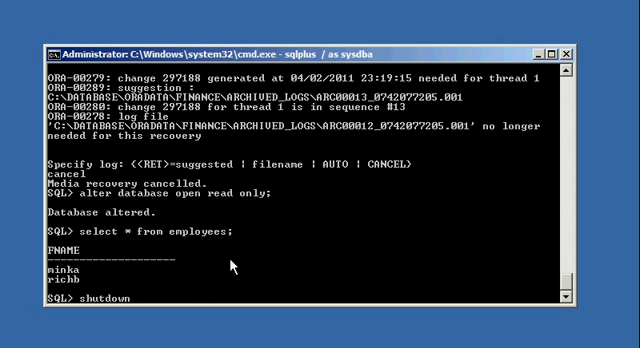 Administrator: C:\Windows\system32\cmd.exe - sqlplus / as sysdba
ORA-00279: change 297188 generated at 04/02/2011 23:19:15 needed for thread 1
ORA-00289: suggestion :
C:\DATABASE\ORADATA\FINANCE\ARCHIVED_LOGS\ARC00013_0742077205.001
ORA-00280: change 297188 for thread 1 is in sequence #13
ORA-00278: log file
'C:\DATABASE\ORADATA\FINANCE\ARCHIVED_LOGS\ARC00012_0742077205.001' no longer
needed for this recovery
Specify log: {<RET>=suggested | filename | AUTO | CANCEL}
cancel
Media recovery cancelled.
SQL> alter database open read only;
Database altered.
SQL> select * from employees;
FNAME
--------------------
minka
richb
SQL> shutdown